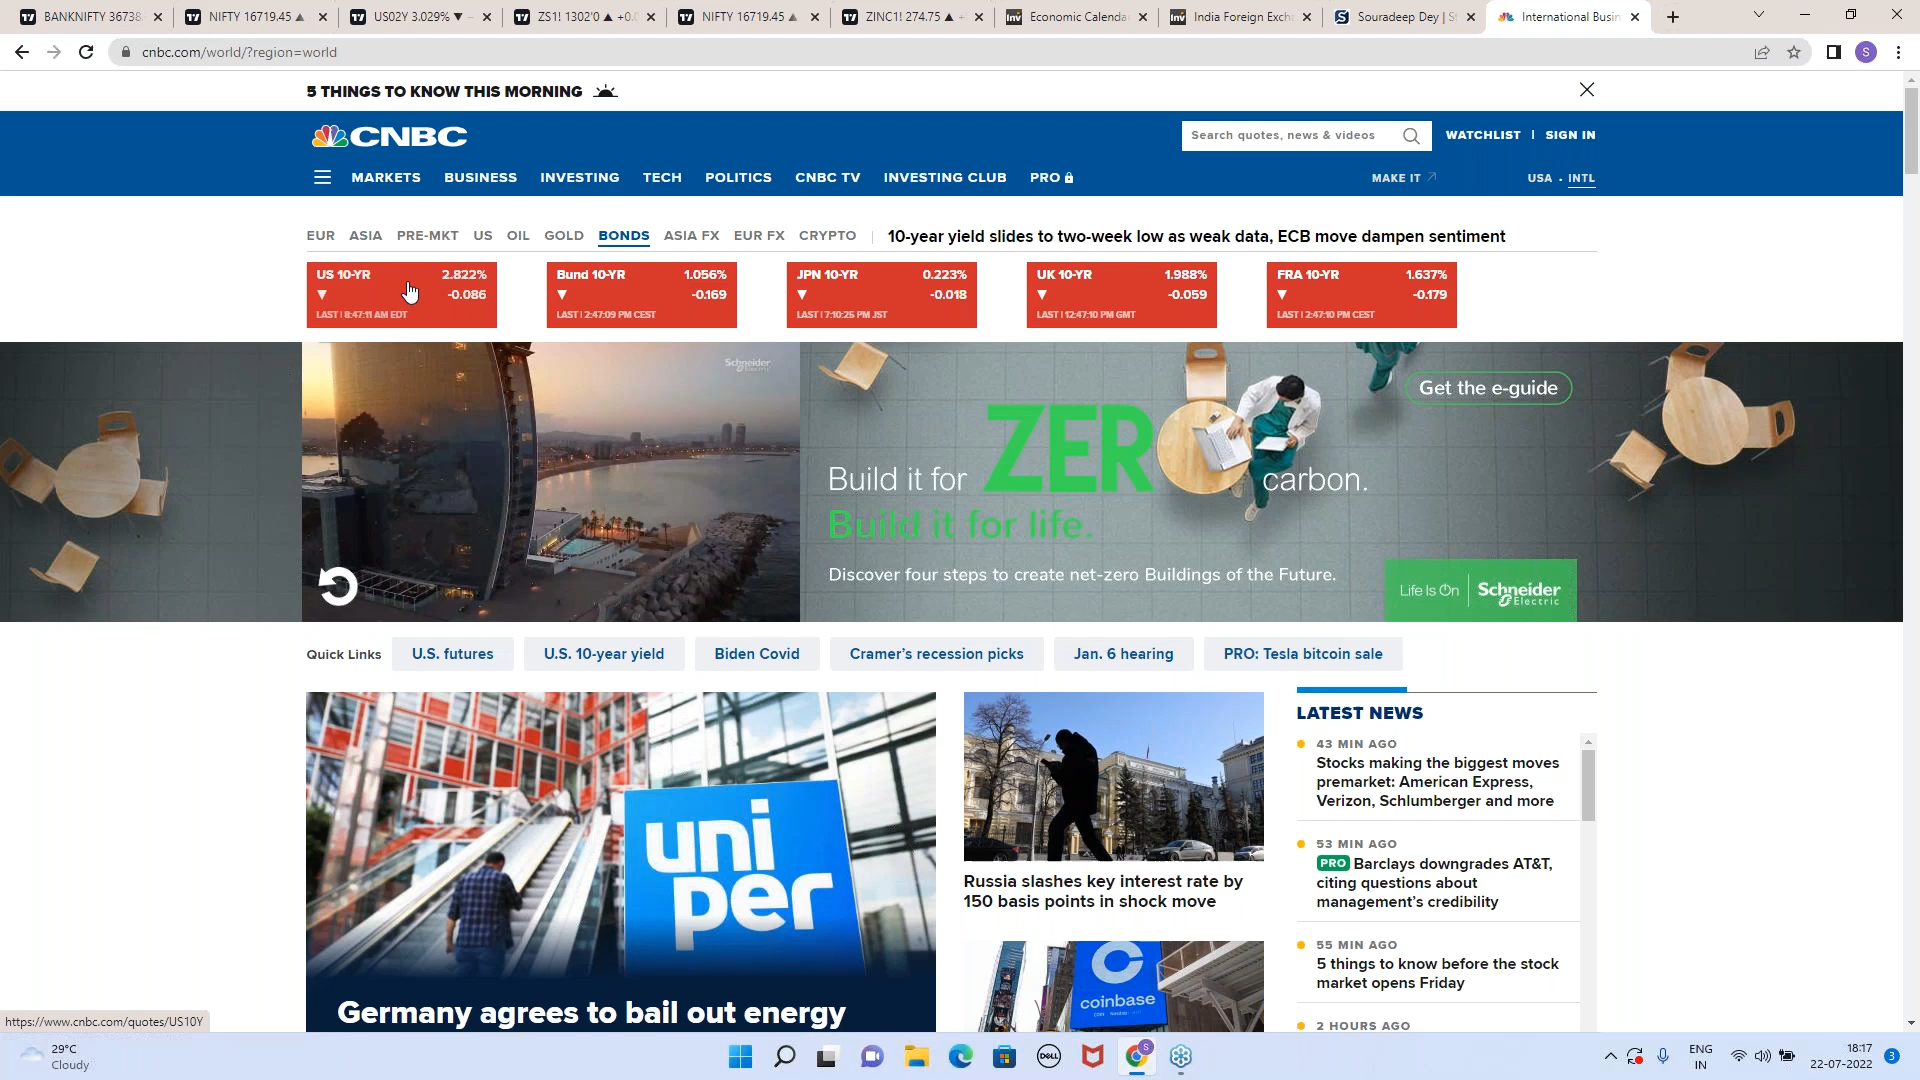 BANKNIFTY 36738
NIFTY 16719.45 ▲
US02Y 3.029% ▼ −
ZS1! 1302'0 ▲ +0.
NIFTY 16719.45 ▲
ZINC1! 274.75 ▲ +
Economic Calenda
India Foreign Exch
Souradeep Dey | S
International Busin
cnbc.com/world/?region=world
S
5 THINGS TO KNOW THIS MORNING
CNBC
Search quotes, news & videos
WATCHLIST | SIGN IN
MARKETS BUSINESS INVESTING TECH POLITICS CNBC TV INVESTING CLUB PRO
MAKE IT
USA • INTL
EUR ASIA PRE-MKT US OIL GOLD BONDS ASIA FX EUR FX CRYPTO
10-year yield slides to two-week low as weak data, ECB move dampen sentiment
US 10-YR 2.822%
▼ -0.086
LAST | 8:47:11 AM EDT
Bund 10-YR 1.056%
▼ -0.169
LAST | 2:47:09 PM CEST
JPN 10-YR 0.223%
▼ -0.018
LAST | 7:10:25 PM JST
UK 10-YR 1.988%
▼ -0.059
LAST | 12:47:10 PM GMT
FRA 10-YR 1.637%
▼ -0.179
LAST | 2:47:10 PM CEST
Schneider Electric
Get the e-guide
Build it for ZER carbon.
Build it for life.
Discover four steps to create net-zero Buildings of the Future.
Life Is On | Schneider Electric
Quick Links
U.S. futures
U.S. 10-year yield
Biden Covid
Cramer's recession picks
Jan. 6 hearing
PRO: Tesla bitcoin sale
uni
per
Germany agrees to bail out energy
Russia slashes key interest rate by
150 basis points in shock move
coinbase
LATEST NEWS
43 MIN AGO
Stocks making the biggest moves
premarket: American Express,
Verizon, Schlumberger and more
53 MIN AGO
PRO Barclays downgrades AT&T,
citing questions about
management's credibility
55 MIN AGO
5 things to know before the stock
market opens Friday
2 HOURS AGO
https://www.cnbc.com/quotes/US10Y
29°C
Cloudy
DELL
S
ENG
IN
18:17
22-07-2022
3